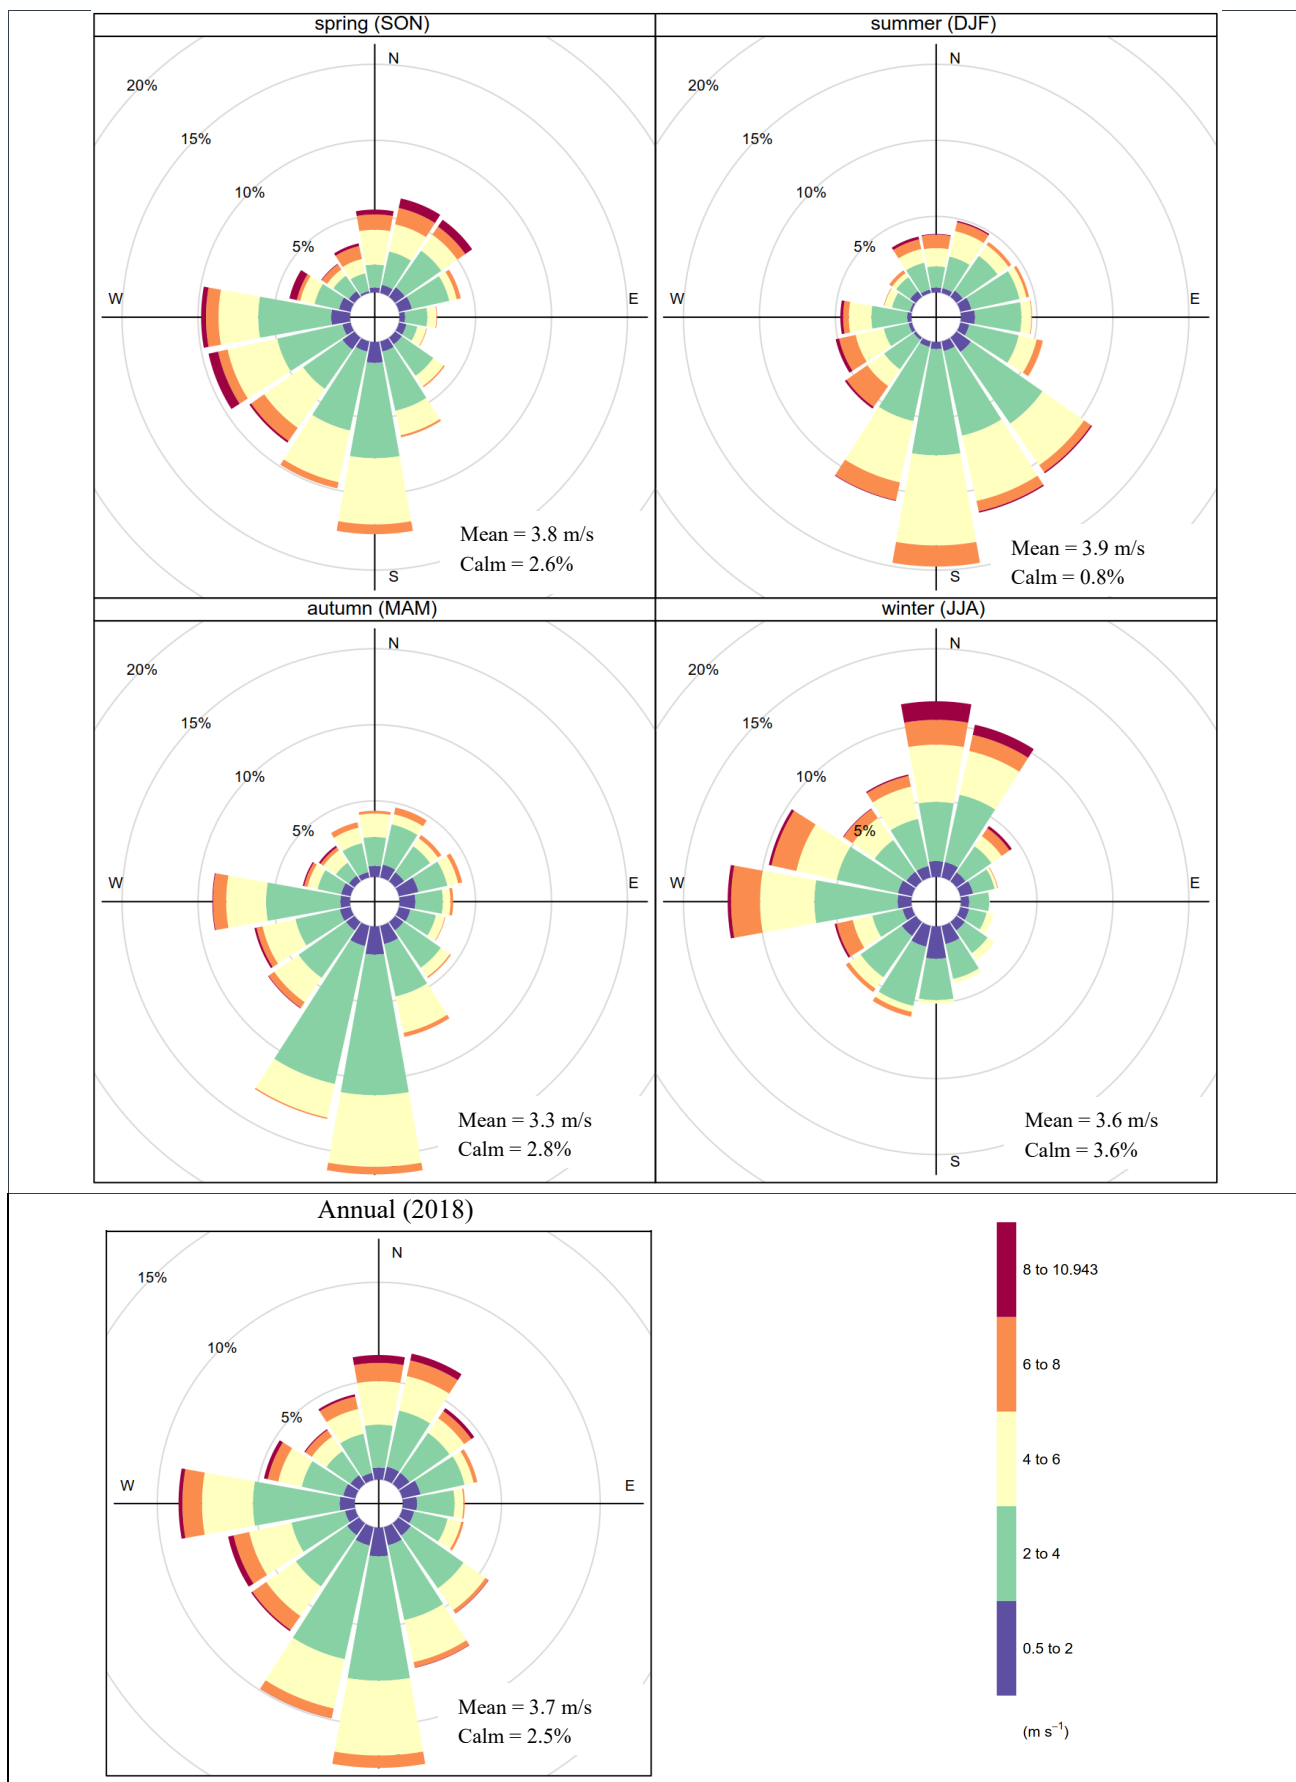 spring (SON)
N
20%
15%
10%
5%
W
E
S
Mean = 3.8 m/s
Calm = 2.6%
summer (DJF)
N
20%
15%
10%
5%
W
E
S
Mean = 3.9 m/s
Calm = 0.8%
autumn (MAM)
N
20%
15%
10%
5%
W
E
Mean = 3.3 m/s
Calm = 2.8%
winter (JJA)
N
20%
15%
10%
5%
W
E
S
Mean = 3.6 m/s
Calm = 3.6%
Annual (2018)
N
15%
10%
5%
W
E
Mean = 3.7 m/s
Calm = 2.5%
8 to 10.943
6 to 8
4 to 6
2 to 4
0.5 to 2
(m s⁻¹)